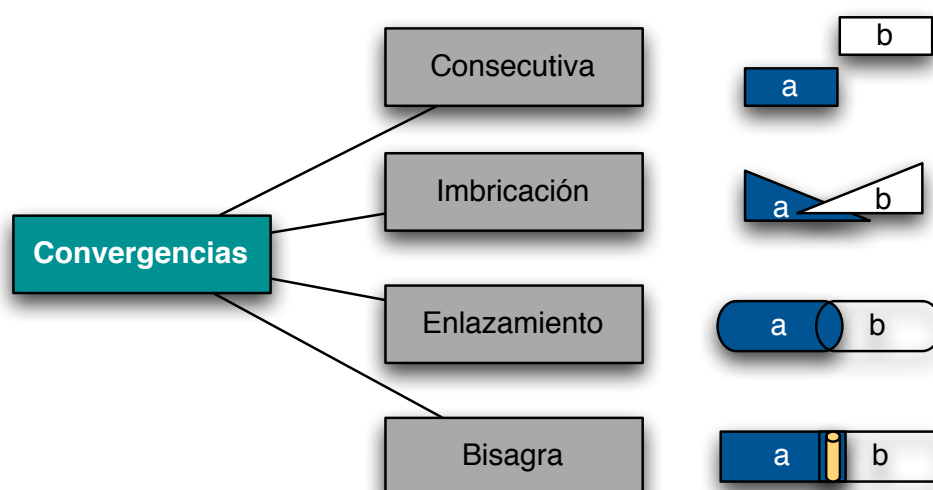 Convergencias
Consecutiva
a
b
Imbricación
a
b
Enlazamiento
a
b
Bisagra
a
b